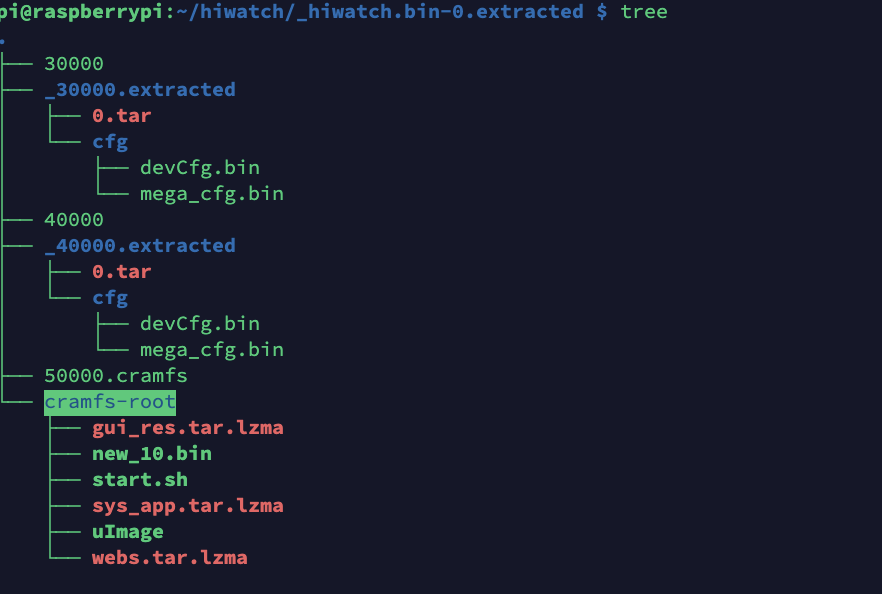 pi@raspberrypi:~/hiwatch/_hiwatch.bin-0.extracted $ tree
.
├── 30000
├── _30000.extracted
│   ├── 0.tar
│   └── cfg
│       ├── devCfg.bin
│       └── mega_cfg.bin
├── 40000
├── _40000.extracted
│   ├── 0.tar
│   └── cfg
│       ├── devCfg.bin
│       └── mega_cfg.bin
├── 50000.cramfs
└── cramfs-root
    ├── gui_res.tar.lzma
    ├── new_10.bin
    ├── start.sh
    ├── sys_app.tar.lzma
    ├── uImage
    └── webs.tar.lzma